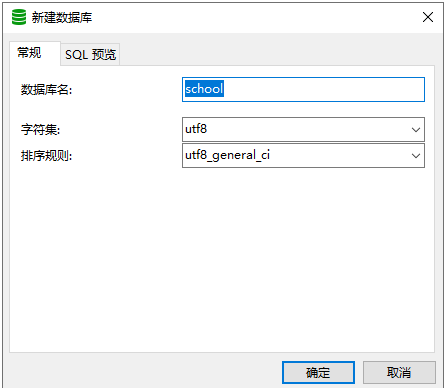 新建数据库
常规 SQL 预览
数据库名: school
字符集: utf8
排序规则: utf8_general_ci
确定 取消